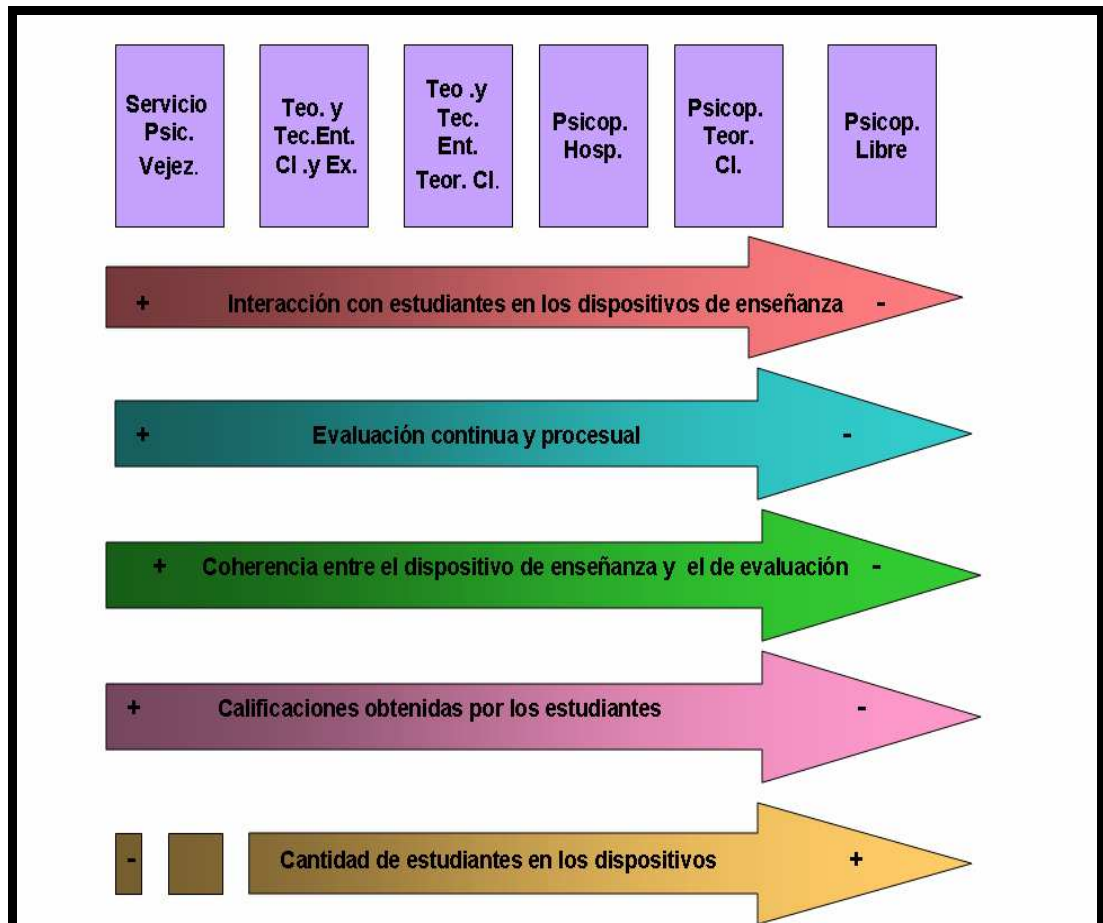 Servicio
Psic.
Vejez.
Teo. y
Tec.Ent.
Cl .y Ex.
Teo .y
Tec.
Ent.
Teor. Cl.
Psicop.
Hosp.
Psicop.
Teor.
Cl.
Psicop.
Libre
+ Interacción con estudiantes en los dispositivos de enseñanza -
+ Evaluación continua y procesual -
+ Coherencia entre el dispositivo de enseñanza y el de evaluación -
+ Calificaciones obtenidas por los estudiantes -
- Cantidad de estudiantes en los dispositivos +